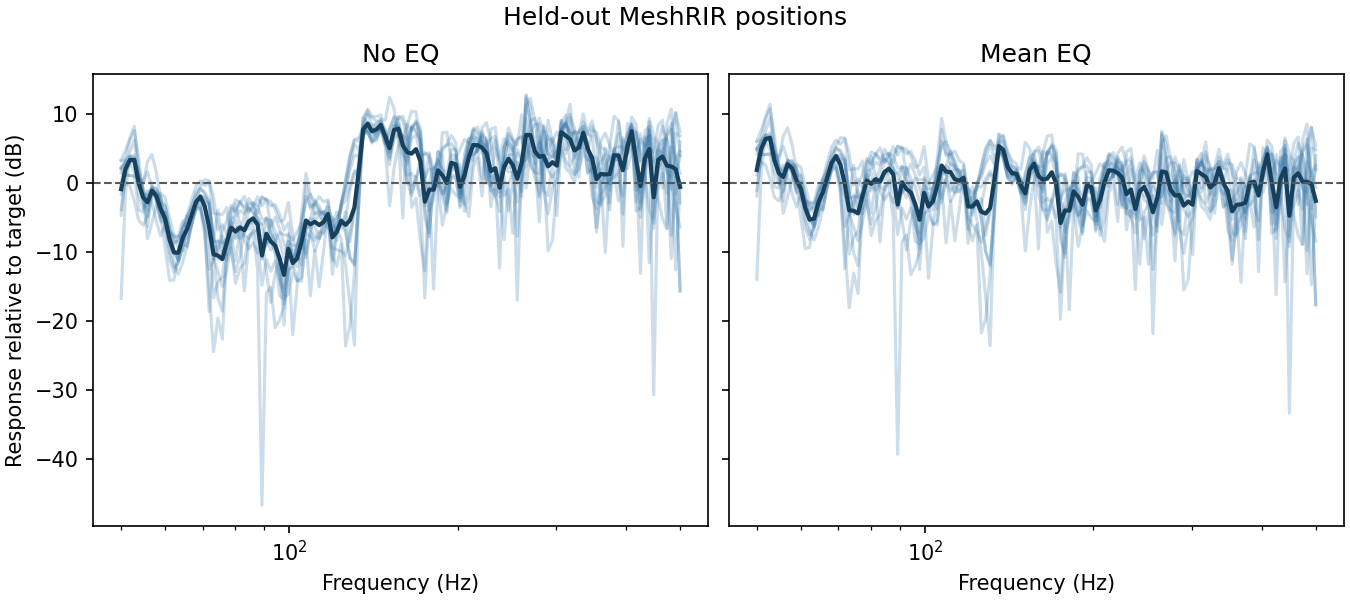 Held-out MeshRIR positions
No EQ
Mean EQ
Response relative to target (dB)
10
0
−10
−20
−30
−40
10²
10²
Frequency (Hz)
Frequency (Hz)